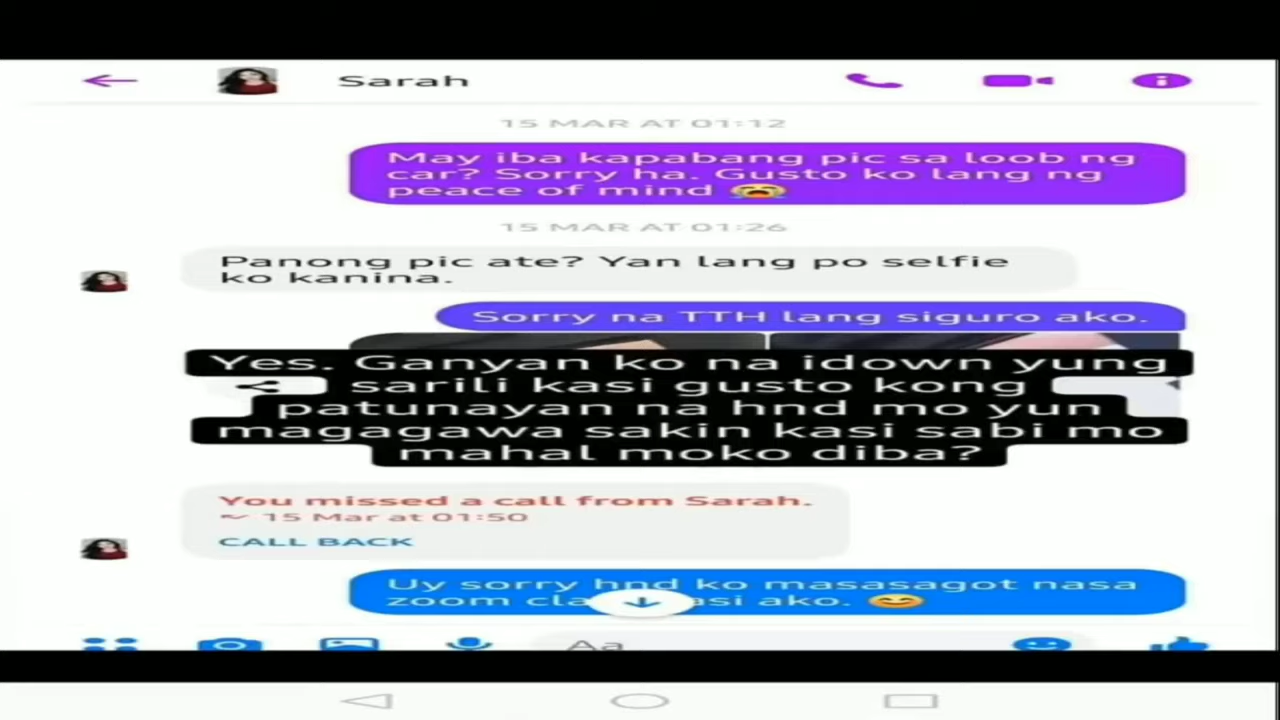 Sarah
15 MAR AT 01:12
May iba kapabang pic sa loob ng
car? Sorry ha. Gusto ko lang ng
peace of mind 😭
15 MAR AT 01:26
Panong pic ate? Yan lang po selfie
ko kanina.
Sorry na TTH lang siguro ako.
Yes. Ganyan ko na idown yung
sarili kasi gusto kong
patunayan na hnd mo yun
magagawa sakin kasi sabi mo
mahal moko diba?
You missed a call from Sarah.
15 Mar at 01:50
CALL BACK
Uy sorry hnd ko masasagot nasa
zoom ako. 😊
Aa